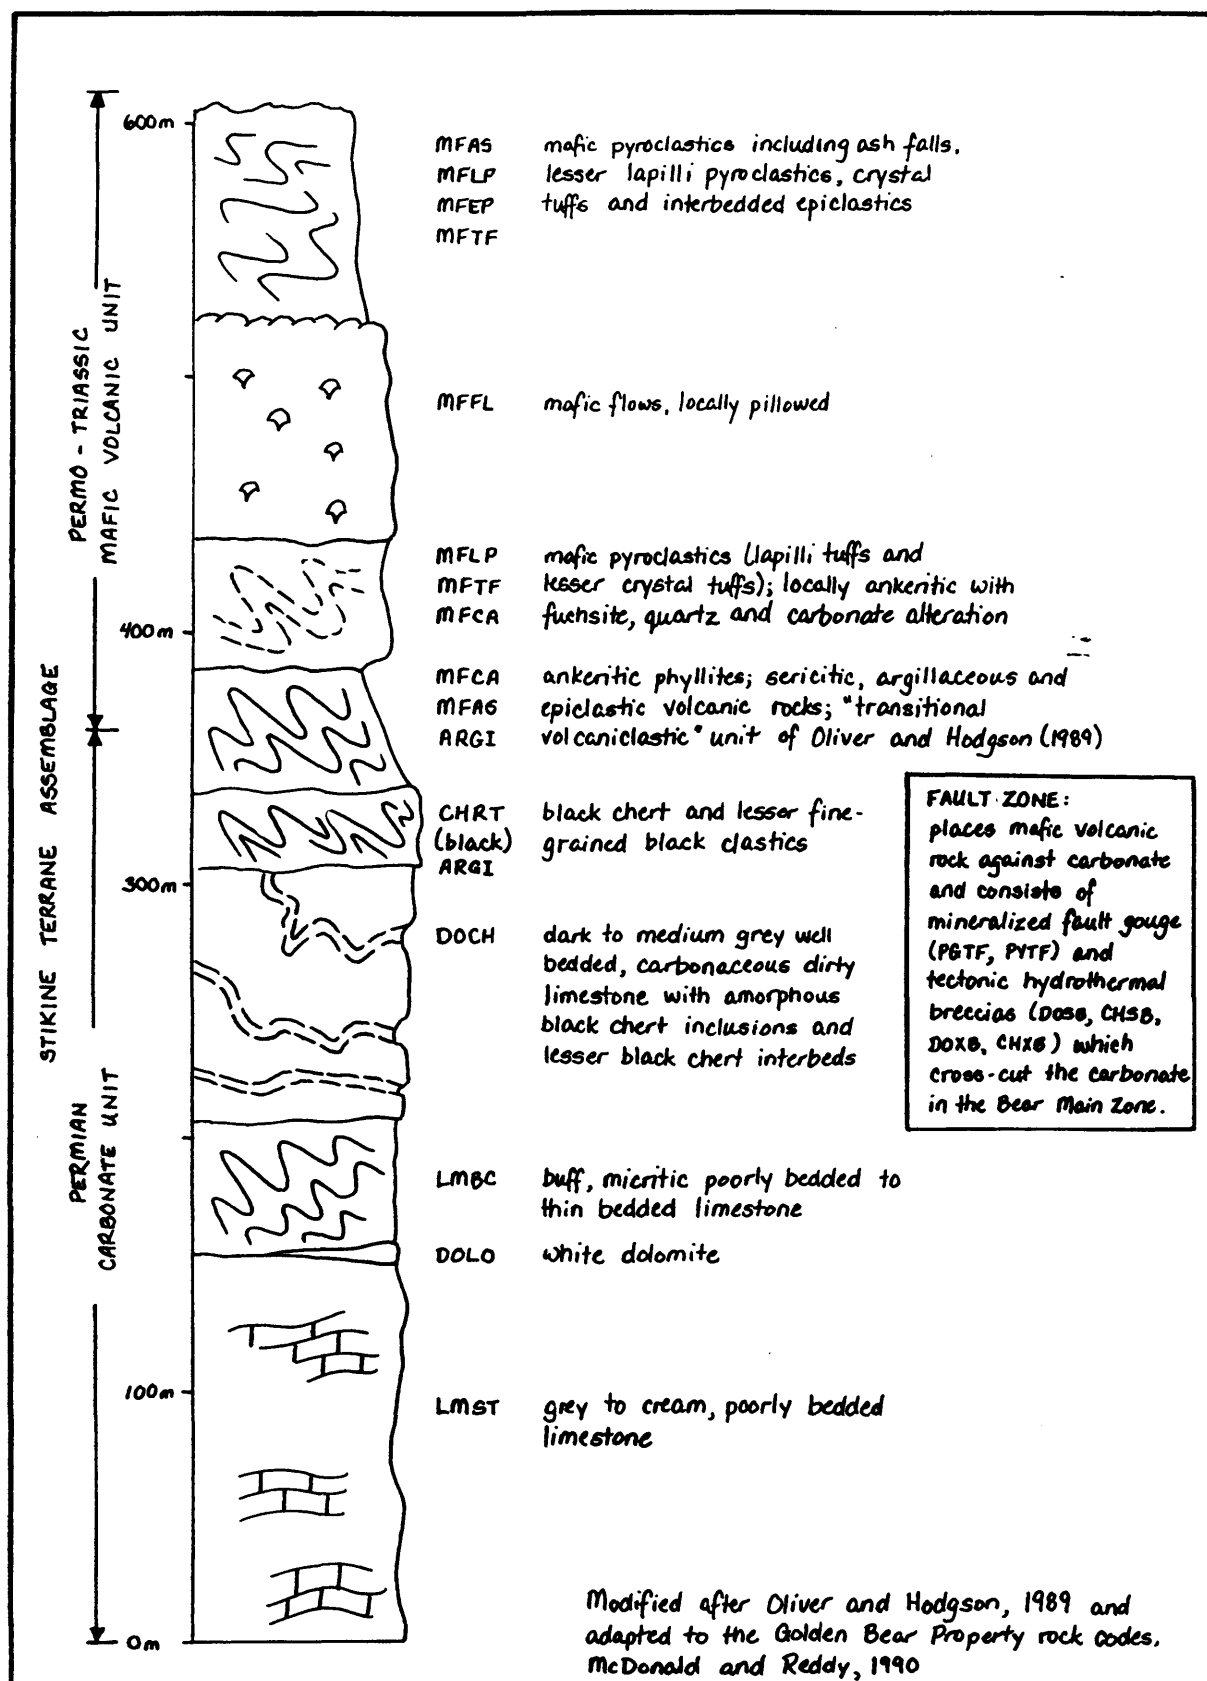 600m
MFAS mafic pyroclastics including ash falls,
MFLP lesser lapilli pyroclastics, crystal
MFEP tuffs and interbedded epiclastics
MFTF
PERMO - TRIASSIC
MAFIC VOLCANIC UNIT
MFFL mafic flows, locally pillowed
MFLP mafic pyroclastics (lapilli tuffs and
MFTF lesser crystal tuffs); locally ankeritic with
MFCA fuchsite, quartz and carbonate alteration
400m
MFCA ankeritic phyllites; sericitic, argillaceous and
MFAS epiclastic volcanic rocks; "transitional
ARGI volcaniclastic" unit of Oliver and Hodgson (1989)
STIKINE TERRANE ASSEMBLAGE
CHRT black chert and lesser fine-
(black) grained black clastics
ARGI
300m
FAULT ZONE:
places mafic volcanic
rock against carbonate
and consists of
mineralized fault gouge
(PGTF, PYTF) and
tectonic hydrothermal
breccias (DOSB, CHSB,
DOXB, CHXB) which
cross-cut the carbonate
in the Bear Main Zone.
DOCH dark to medium grey well
bedded, carbonaceous dirty
limestone with amorphous
black chert inclusions and
lesser black chert interbeds
PERMIAN
CARBONATE UNIT
LMBC buff, micritic poorly bedded to
thin bedded limestone
DOLO white dolomite
100m
LMST grey to cream, poorly bedded
limestone
0m
Modified after Oliver and Hodgson, 1989 and
adapted to the Golden Bear Property rock codes.
McDonald and Reddy, 1990